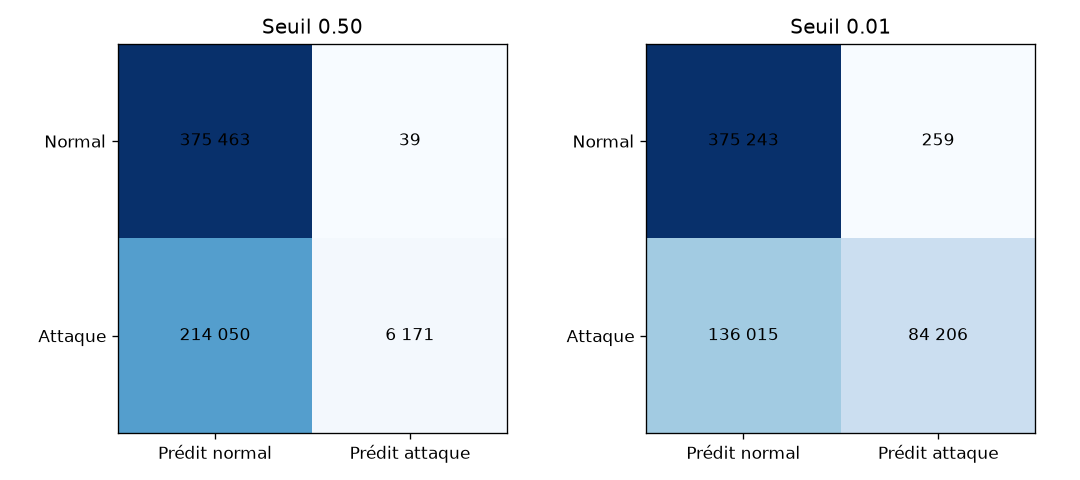 Seuil 0.50
Normal
375 463
39
Attaque
214 050
6 171
Prédit normal
Prédit attaque
Seuil 0.01
Normal
375 243
259
Attaque
136 015
84 206
Prédit normal
Prédit attaque